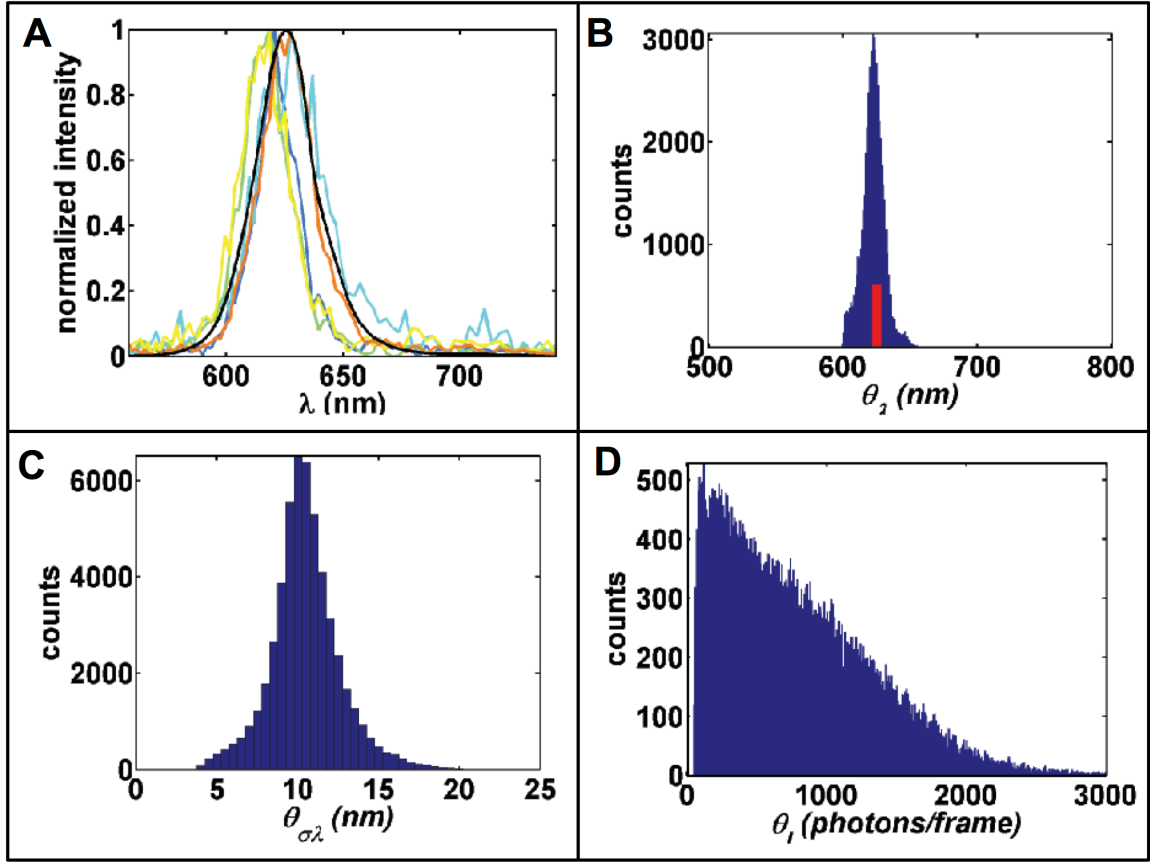 A
normalized intensity
1
0.8
0.6
0.4
0.2
0
600 650 700
λ (nm)
B
counts
3000
2000
1000
0
500 600 700 800
θλ (nm)
C
counts
6000
4000
2000
0
0 5 10 15 20 25
θσλ (nm)
D
counts
500
400
300
200
100
0
0 1000 2000 3000
θI (photons/frame)